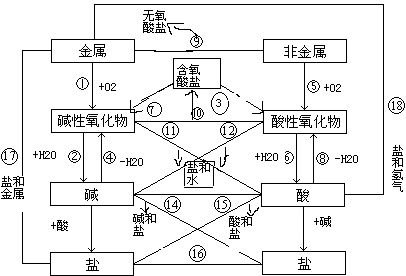 无氧
酸盐
⑨
金属
非金属
含氧
酸盐
① +O2
③
⑤ +O2
⑱
碱性氧化物
⑦
⑩
酸性氧化物
⑪
⑫
盐和
水
+H2O ② ④ -H2O
+H2O 6 ⑧ -H2O
⑰
盐和
金属
盐和氢气
碱
⑭
⑮
酸
碱和
盐
酸和
盐
+酸
+碱
盐
⑯
盐